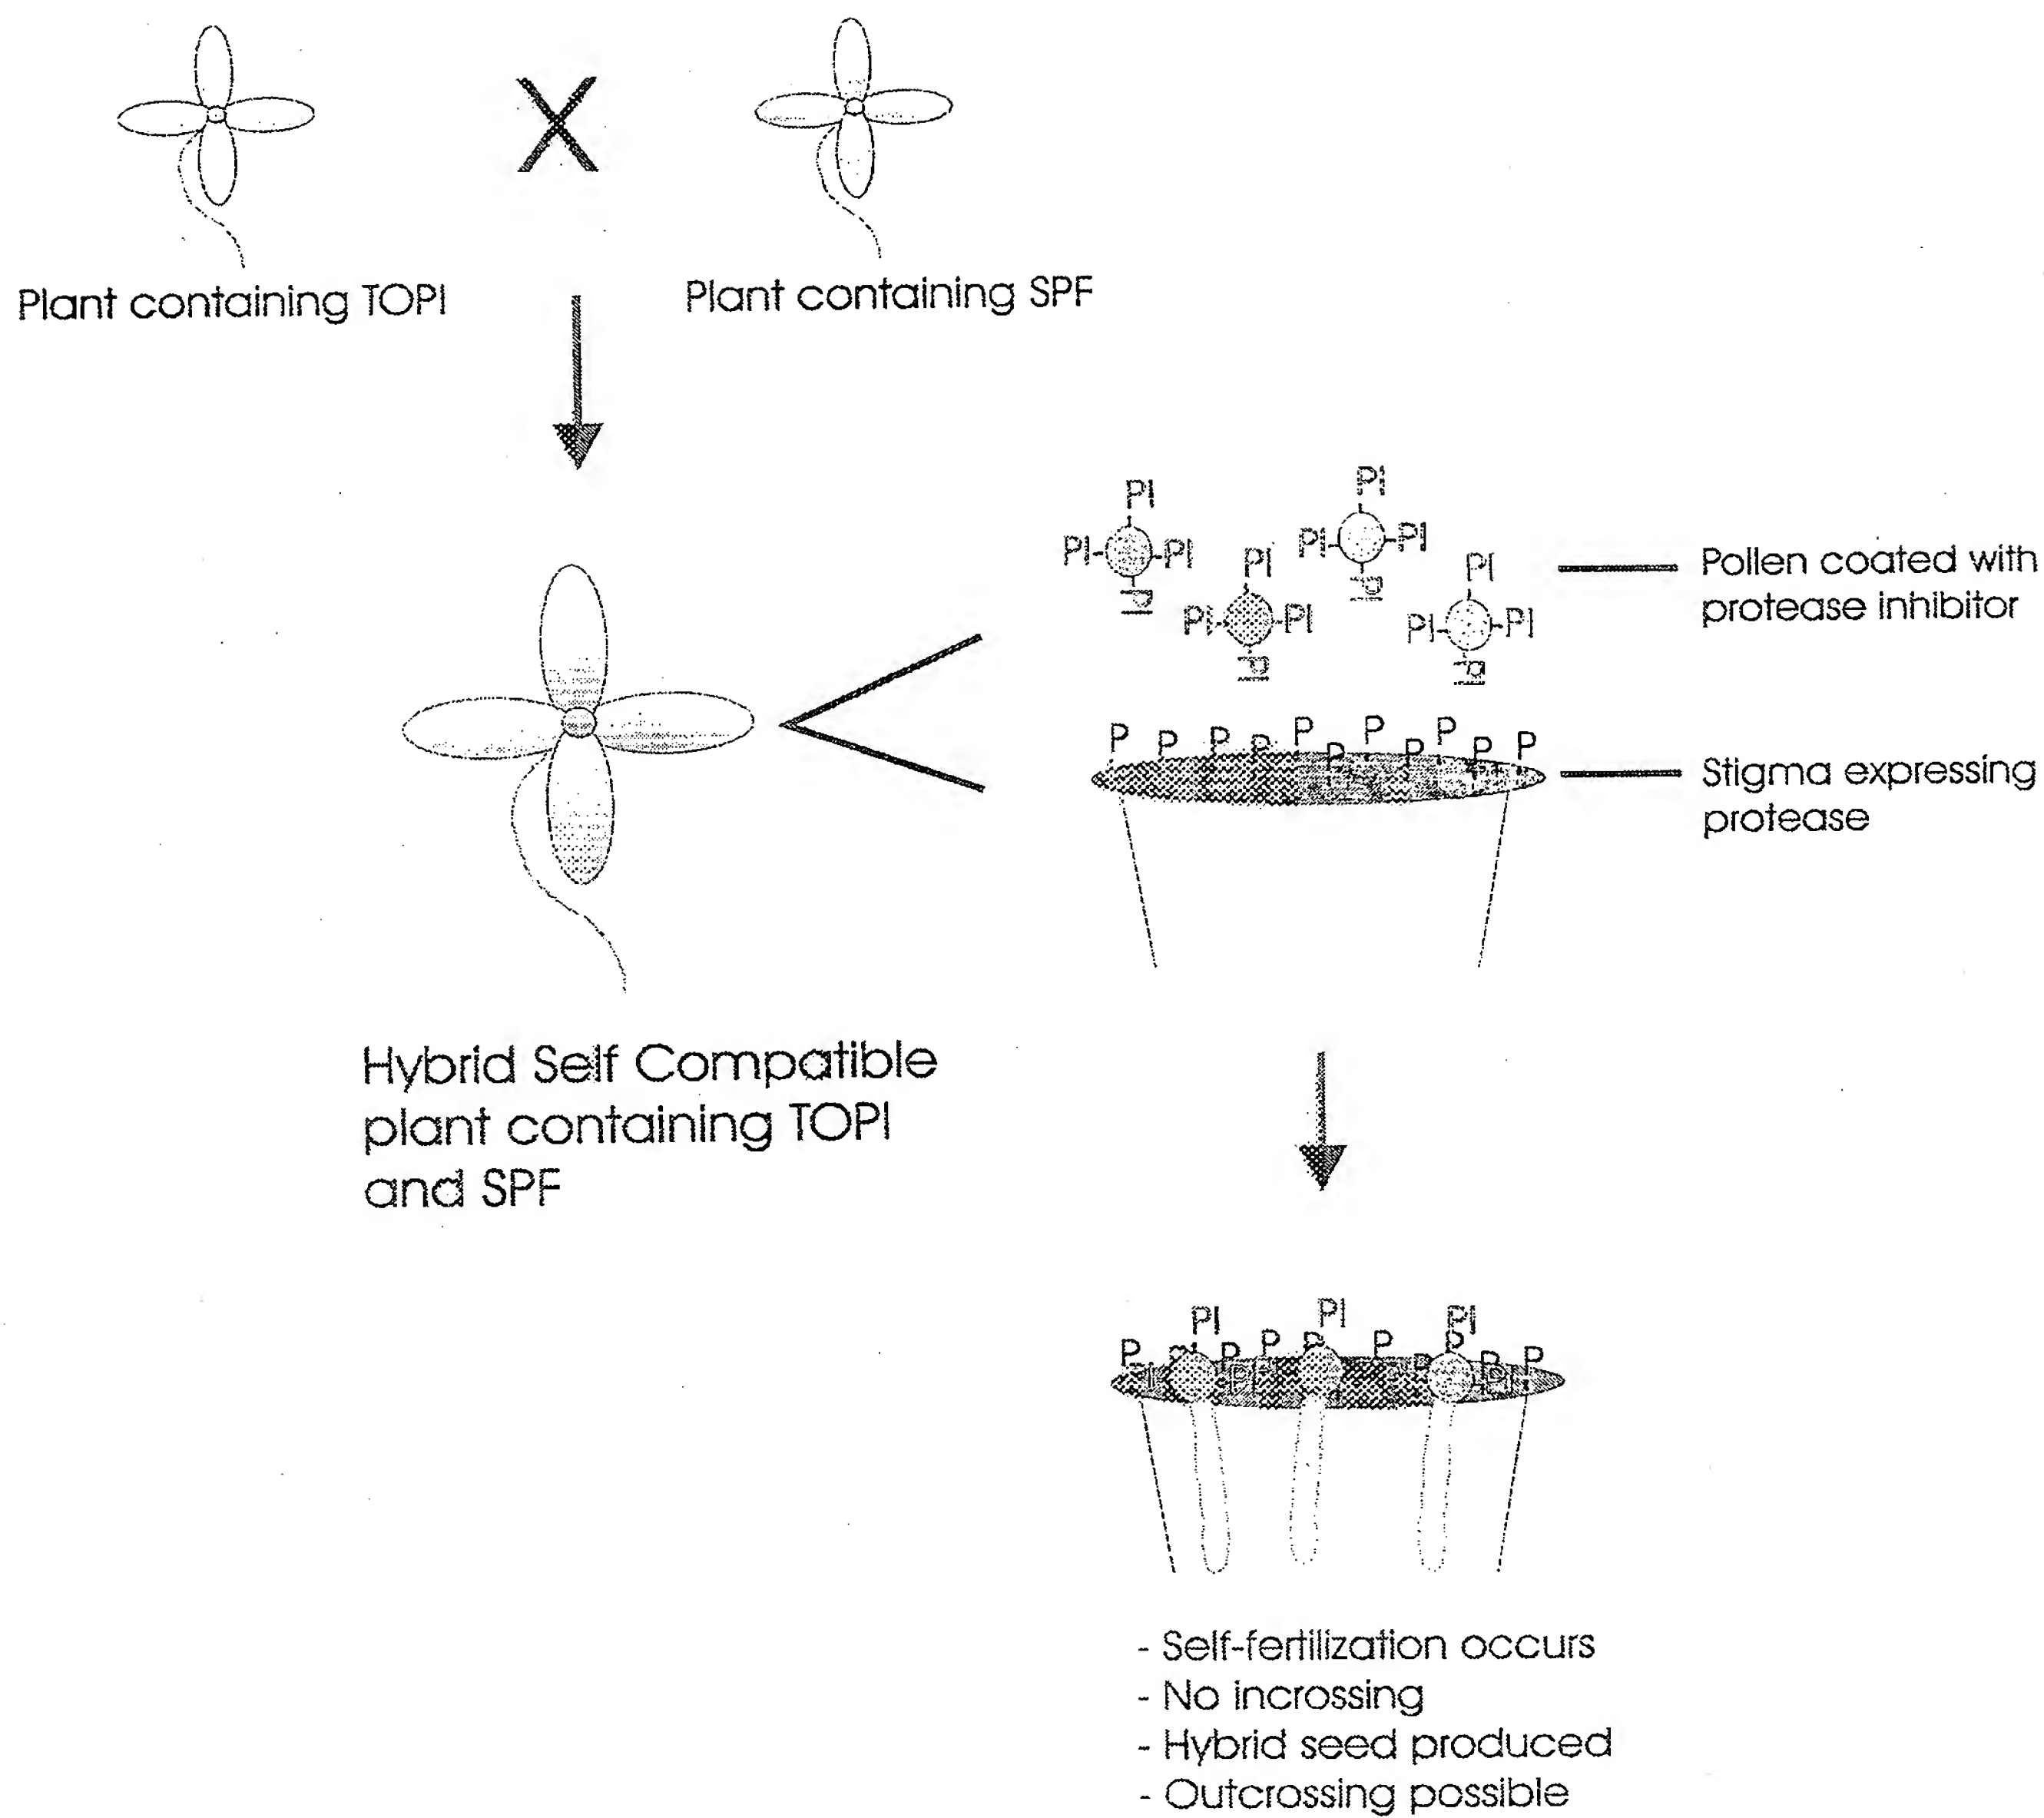 X
Plant containing TOPI
Plant containing SPF
PI PI
PI PI PI PI
PI PI PI PI
PI PI PI PI
PI PI
Pollen coated with
protease inhibitor
P P P P P P P P P P P
Stigma expressing
protease
Hybrid Self Compatible
plant containing TOPI
and SPF
PI PI PI
P P P P P P P
- Self-fertilization occurs
- No incrossing
- Hybrid seed produced
- Outcrossing possible